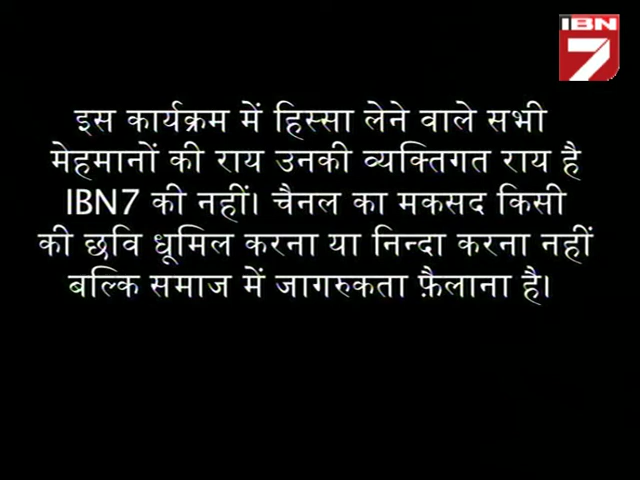 IBN
7
इस कार्यक्रम में हिस्सा लेने वाले सभी
मेहमानों की राय उनकी व्यक्तिगत राय है
IBN7 की नहीं। चैनल का मकसद किसी
की छवि धूमिल करना या निन्दा करना नहीं
बल्कि समाज में जागरुकता फ़ैलाना है।